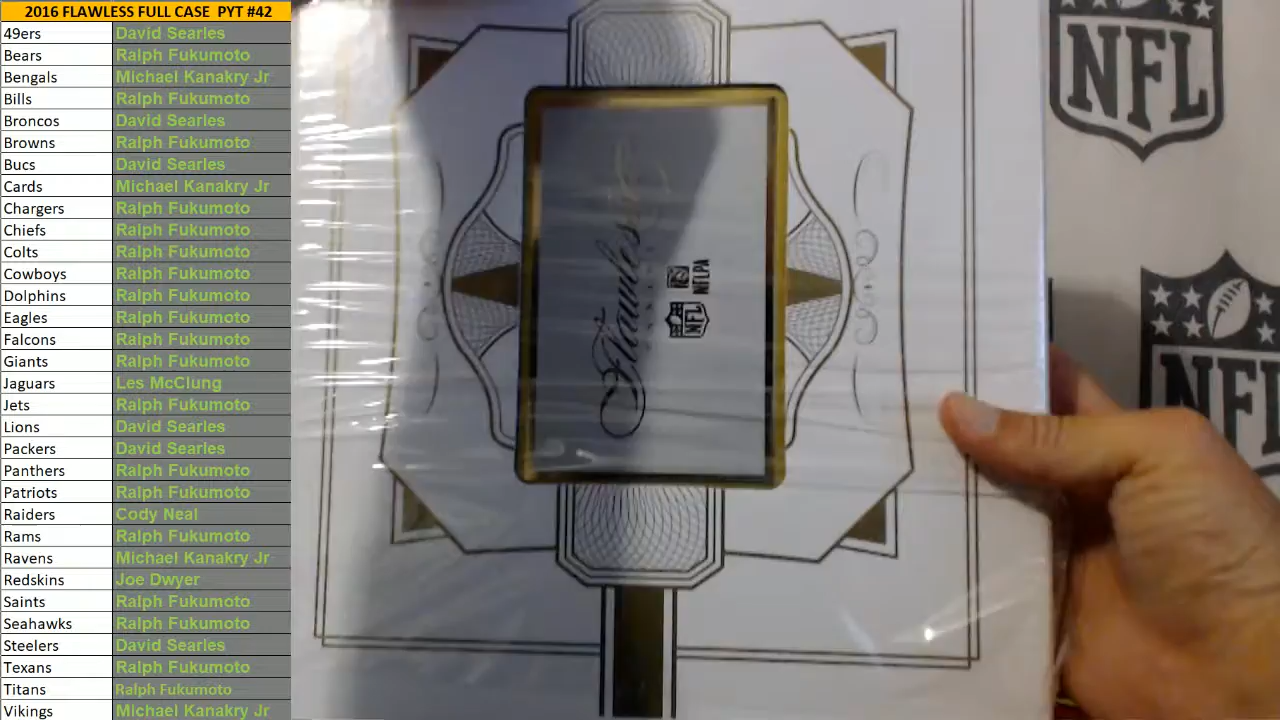 2016 FLAWLESS FULL CASE PYT #42
49ers David Searles
Bears Ralph Fukumoto
Bengals Michael Kanakry Jr
Bills Ralph Fukumoto
Broncos David Searles
Browns Ralph Fukumoto
Bucs David Searles
Cards Michael Kanakry Jr
Chargers Ralph Fukumoto
Chiefs Ralph Fukumoto
Colts Ralph Fukumoto
Cowboys Ralph Fukumoto
Dolphins Ralph Fukumoto
Eagles Ralph Fukumoto
Falcons Ralph Fukumoto
Giants Ralph Fukumoto
Jaguars Les McClung
Jets Ralph Fukumoto
Lions David Searles
Packers David Searles
Panthers Ralph Fukumoto
Patriots Ralph Fukumoto
Raiders Cody Neal
Rams Ralph Fukumoto
Ravens Michael Kanakry Jr
Redskins Joe Dwyer
Saints Ralph Fukumoto
Seahawks Ralph Fukumoto
Steelers David Searles
Texans Ralph Fukumoto
Titans Ralph Fukumoto
Vikings Michael Kanakry Jr
Flawless
NFL
NFLPA
NFL
NFL